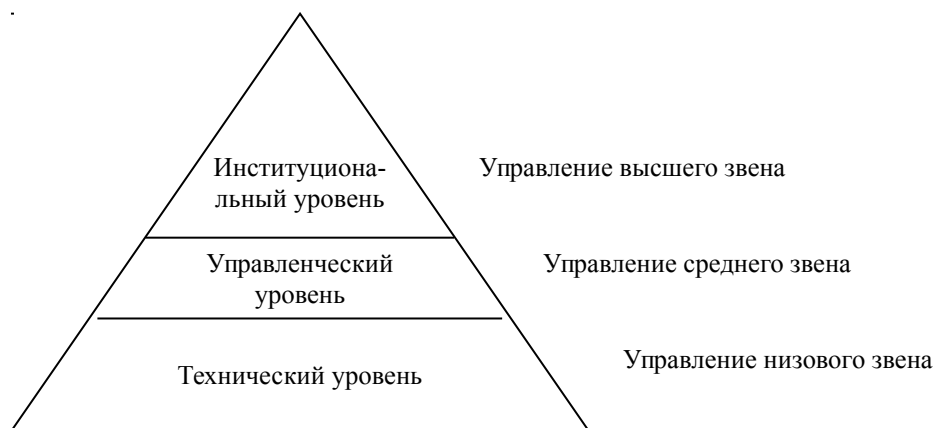 Институциона-
льный уровень
Управление высшего звена
Управленческий
уровень
Управление среднего звена
Технический уровень
Управление низового звена